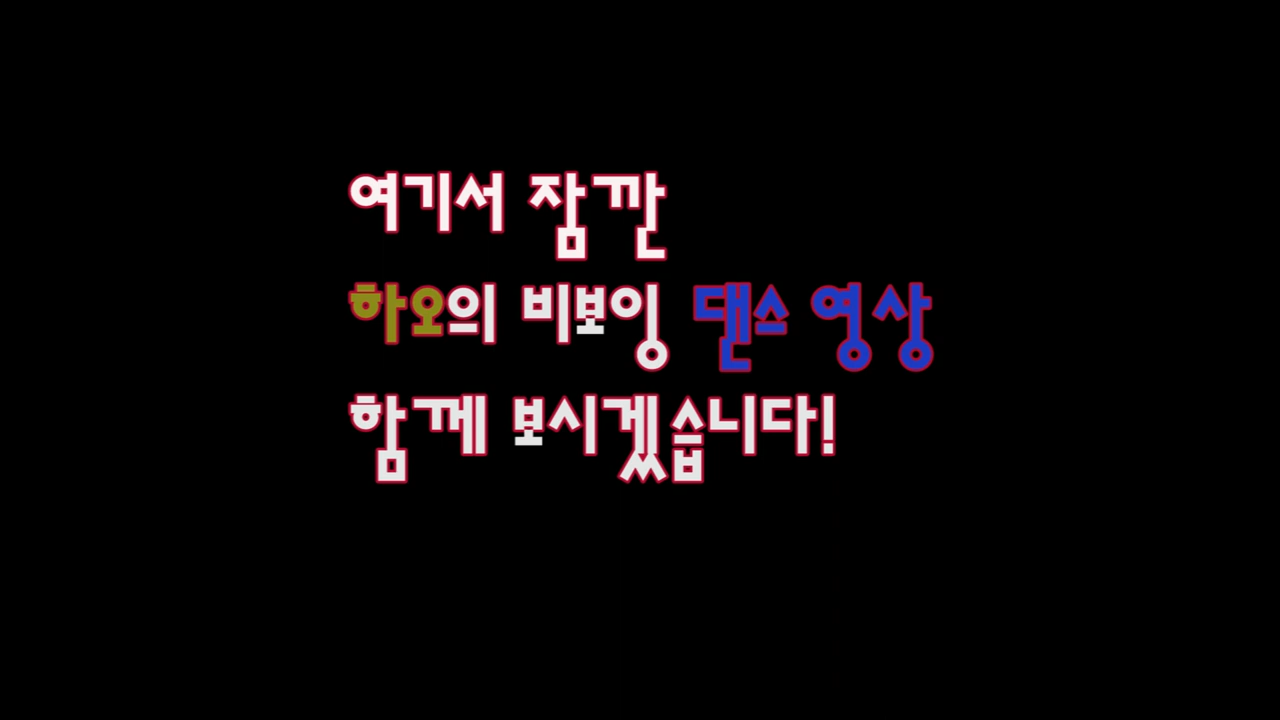 여기서 잠깐
하오의 비보잉 댄스 영상
함께 보시겠습니다!